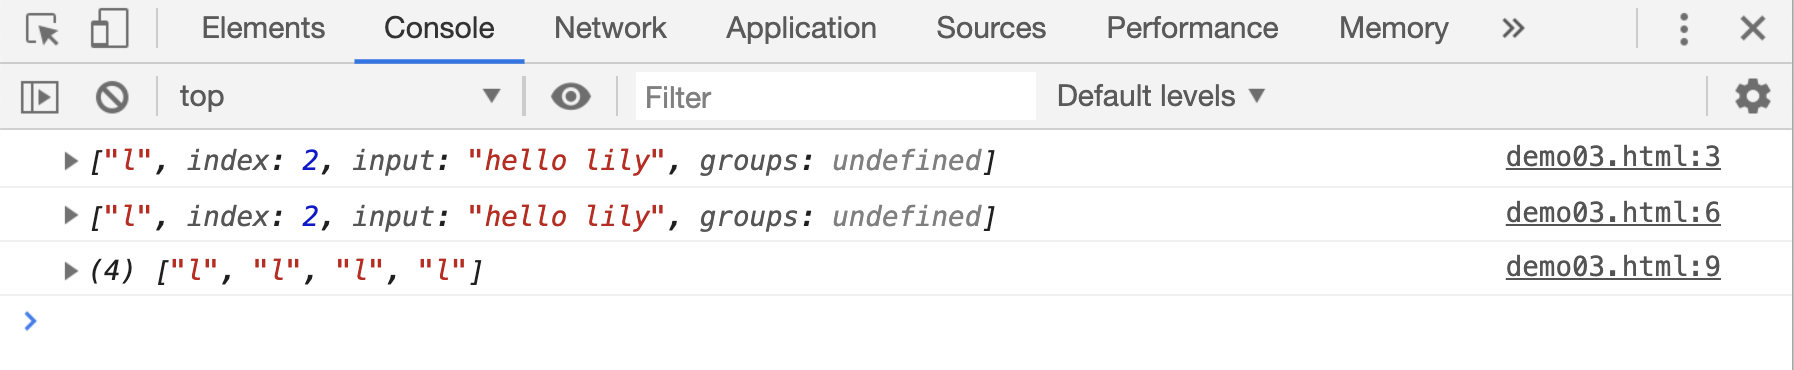 Elements Console Network Application Sources Performance Memory »
top ▼ Filter Default levels ▼
▶ ["l", index: 2, input: "hello lily", groups: undefined] demo03.html:3
▶ ["l", index: 2, input: "hello lily", groups: undefined] demo03.html:6
▶ (4) ["l", "l", "l", "l"] demo03.html:9